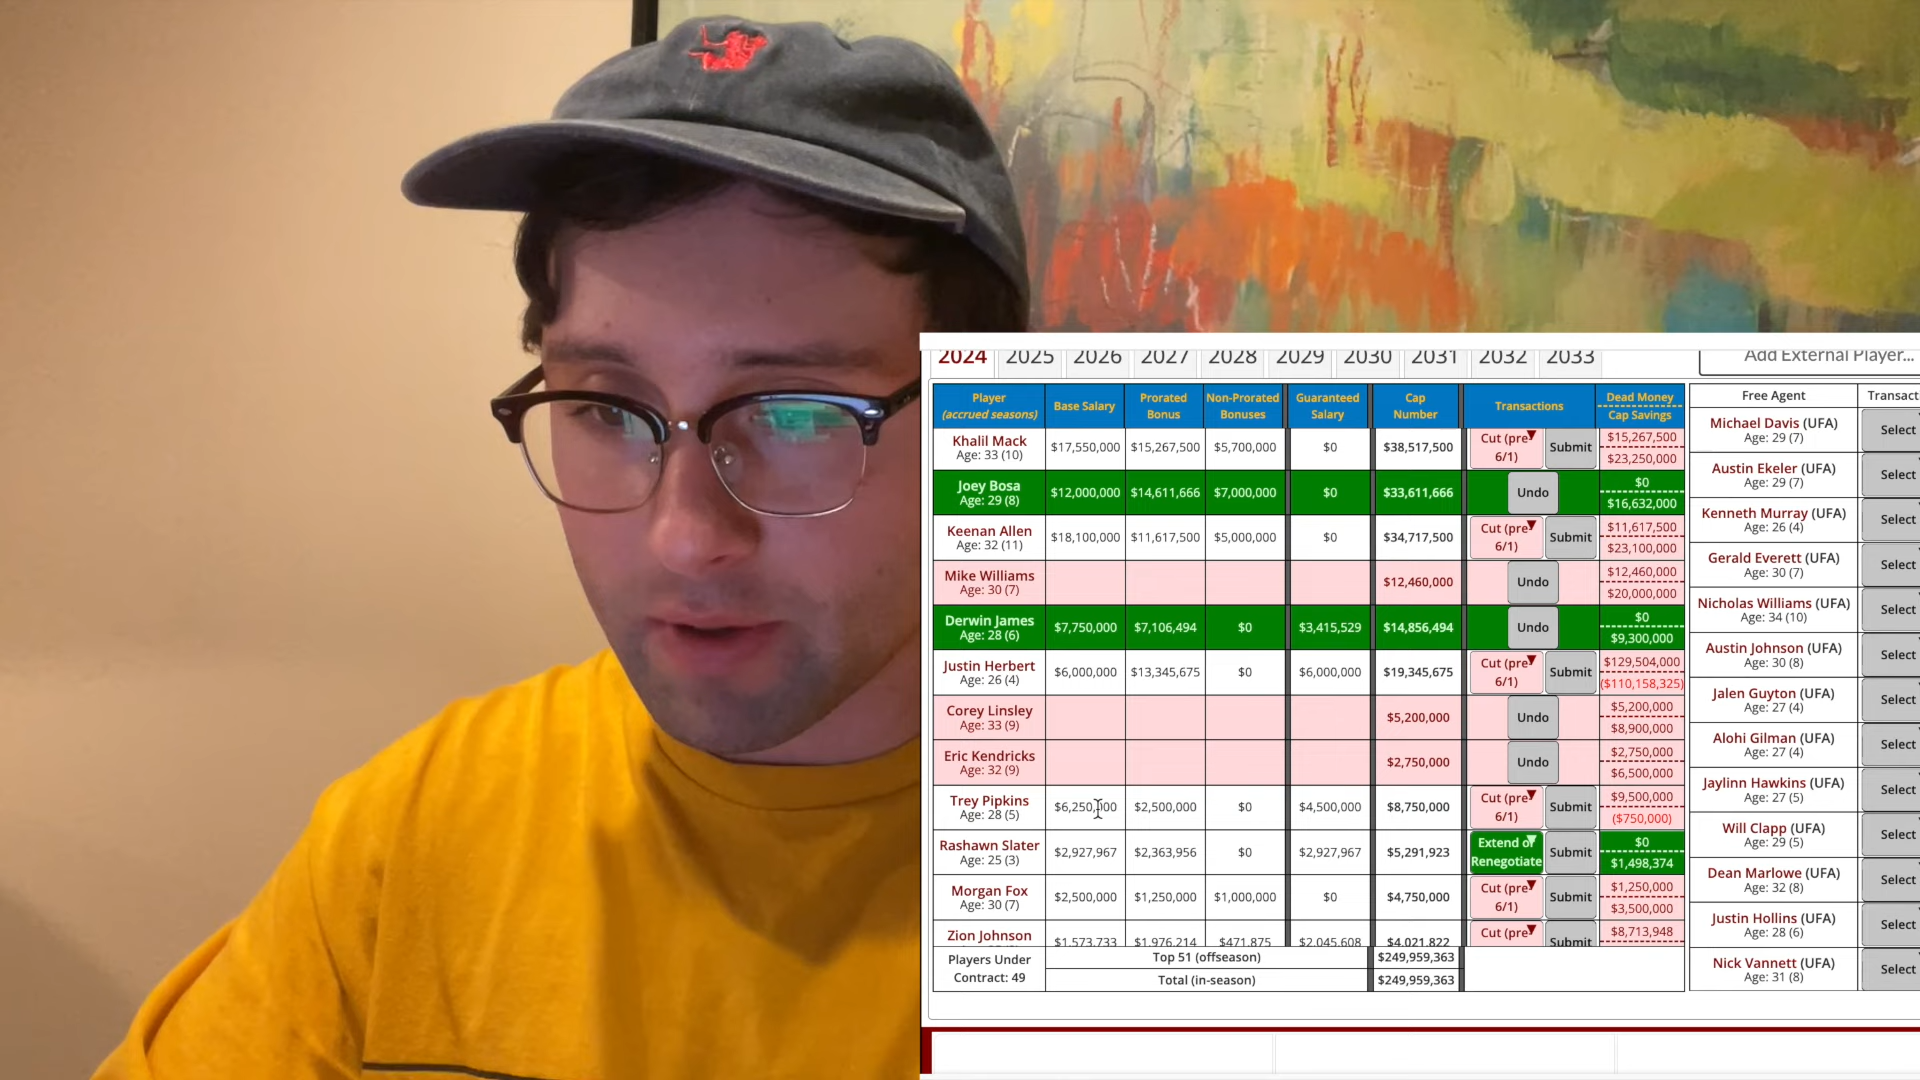 2024 2025 2026 2027 2028 2029 2030 2031 2032 2033
Add External Player...
Player (accrued seasons) Base Salary Prorated Bonus Non-Prorated Bonuses Guaranteed Salary Cap Number Transactions Dead Money Cap Savings
Khalil Mack Age: 33 (10) $17,550,000 $15,267,500 $5,700,000 $0 $38,517,500 Cut (pre 6/1) Submit $15,267,500 $23,250,000
Joey Bosa Age: 29 (8) $12,000,000 $14,611,666 $7,000,000 $0 $33,611,666 Undo $0 $16,632,000
Keenan Allen Age: 32 (11) $18,100,000 $11,617,500 $5,000,000 $0 $34,717,500 Cut (pre 6/1) Submit $11,617,500 $23,100,000
Mike Williams Age: 30 (7) $12,460,000 Undo $12,460,000 $20,000,000
Derwin James Age: 28 (6) $7,750,000 $7,106,494 $0 $3,415,529 $14,856,494 Undo $0 $9,300,000
Justin Herbert Age: 26 (4) $6,000,000 $13,345,675 $0 $6,000,000 $19,345,675 Cut (pre 6/1) Submit $129,504,000 ($110,158,325)
Corey Linsley Age: 33 (9) $5,200,000 Undo $5,200,000 $8,900,000
Eric Kendricks Age: 32 (9) $2,750,000 Undo $2,750,000 $6,500,000
Trey Pipkins Age: 28 (5) $6,250,000 $2,500,000 $0 $4,500,000 $8,750,000 Cut (pre 6/1) Submit $9,500,000 ($750,000)
Rashawn Slater Age: 25 (3) $2,927,967 $2,363,956 $0 $2,927,967 $5,291,923 Extend or Renegotiate Submit $0 $1,498,374
Morgan Fox Age: 30 (7) $2,500,000 $1,250,000 $1,000,000 $0 $4,750,000 Cut (pre 6/1) Submit $1,250,000 $3,500,000
Zion Johnson $1,573,733 $1,976,214 $471,875 $2,045,608 $4,021,822 Cut (pre Submit $8,713,948
Players Under Contract: 49 Top 51 (offseason) $249,959,363
Total (in-season) $249,959,363
Free Agent Transact
Michael Davis (UFA) Age: 29 (7) Select
Austin Ekeler (UFA) Age: 29 (7) Select
Kenneth Murray (UFA) Age: 26 (4) Select
Gerald Everett (UFA) Age: 30 (7) Select
Nicholas Williams (UFA) Age: 34 (10) Select
Austin Johnson (UFA) Age: 30 (8) Select
Jalen Guyton (UFA) Age: 27 (4) Select
Alohi Gilman (UFA) Age: 27 (4) Select
Jaylinn Hawkins (UFA) Age: 27 (5) Select
Will Clapp (UFA) Age: 29 (5) Select
Dean Marlowe (UFA) Age: 32 (8) Select
Justin Hollins (UFA) Age: 28 (6) Select
Nick Vannett (UFA) Age: 31 (8) Select